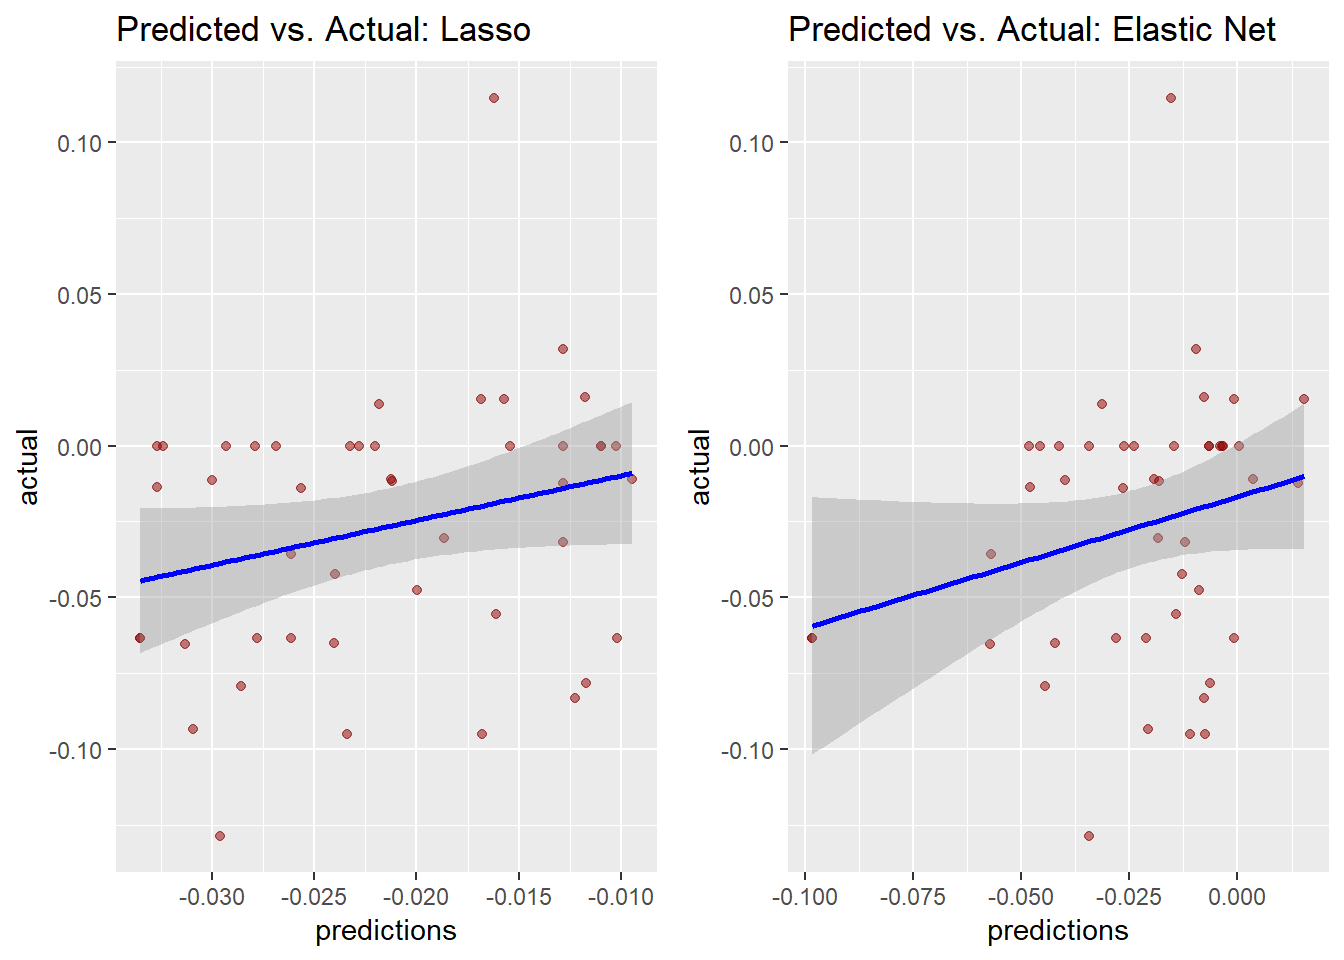 Predicted vs. Actual: Lasso
0.10
0.05
0.00
-0.05
-0.10
actual
-0.030 -0.025 -0.020 -0.015 -0.010
predictions
Predicted vs. Actual: Elastic Net
0.10
0.05
0.00
-0.05
-0.10
actual
-0.100 -0.075 -0.050 -0.025 0.000
predictions